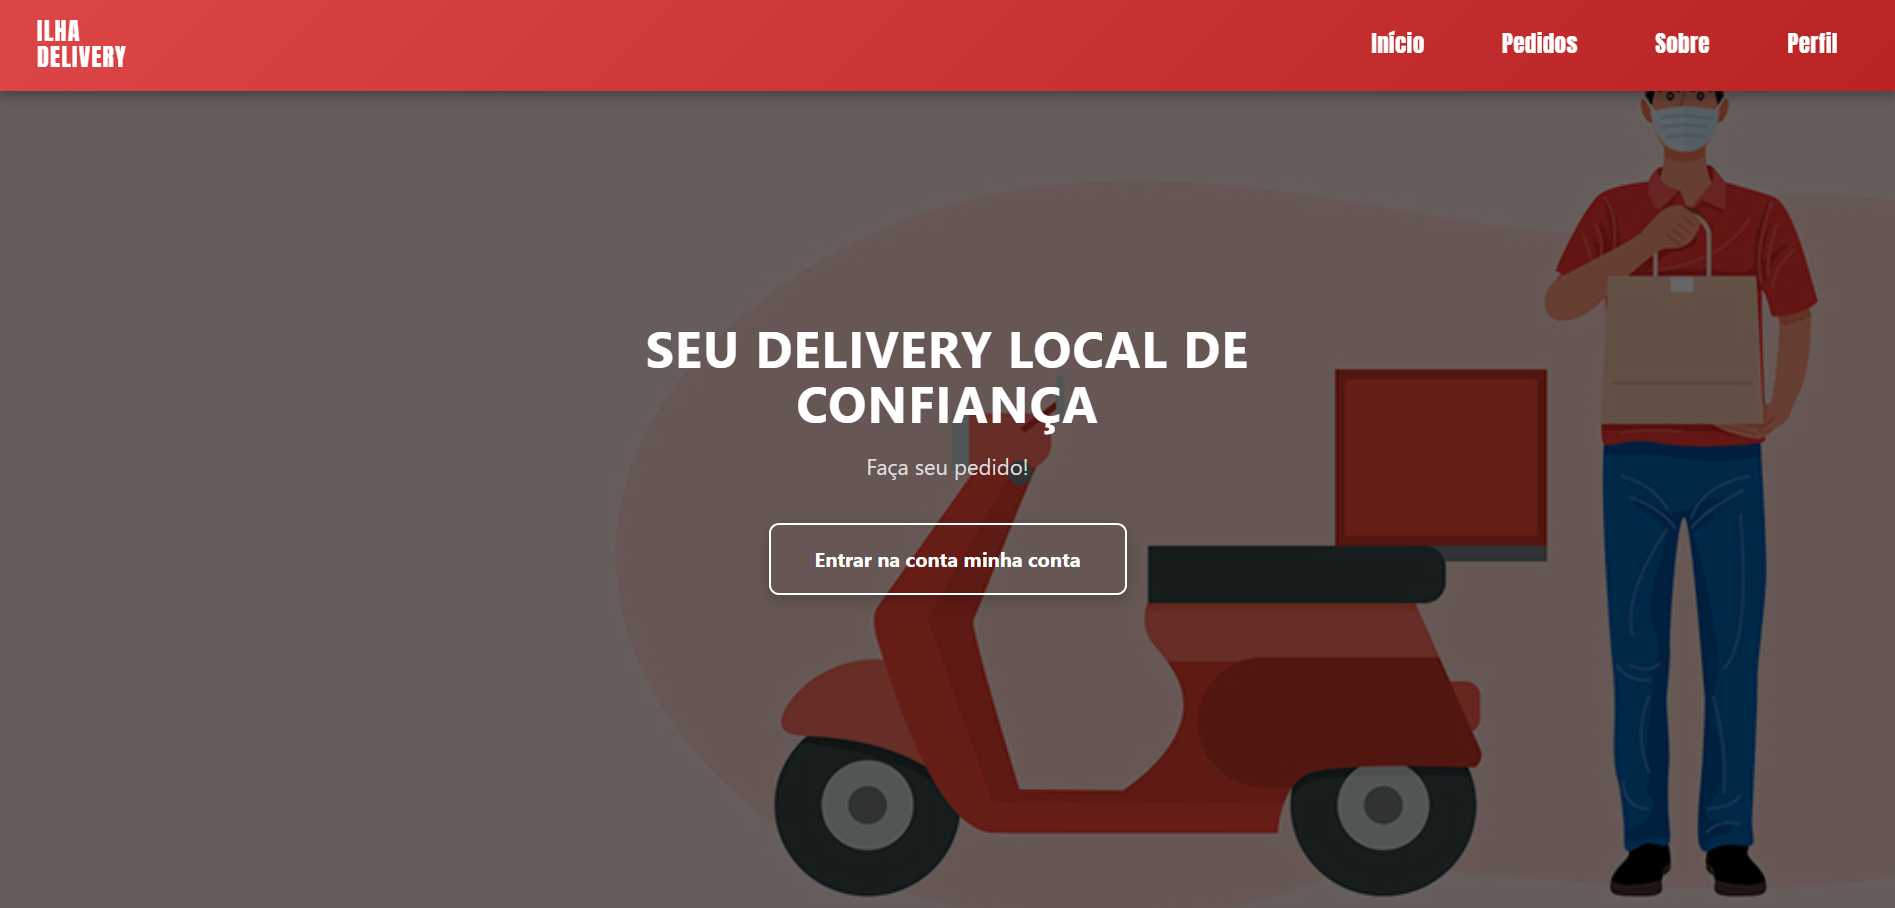 ILHA
DELIVERY
Início
Pedidos
Sobre
Perfil
SEU DELIVERY LOCAL DE
CONFIANÇA
Faça seu pedido!
Entrar na conta minha conta